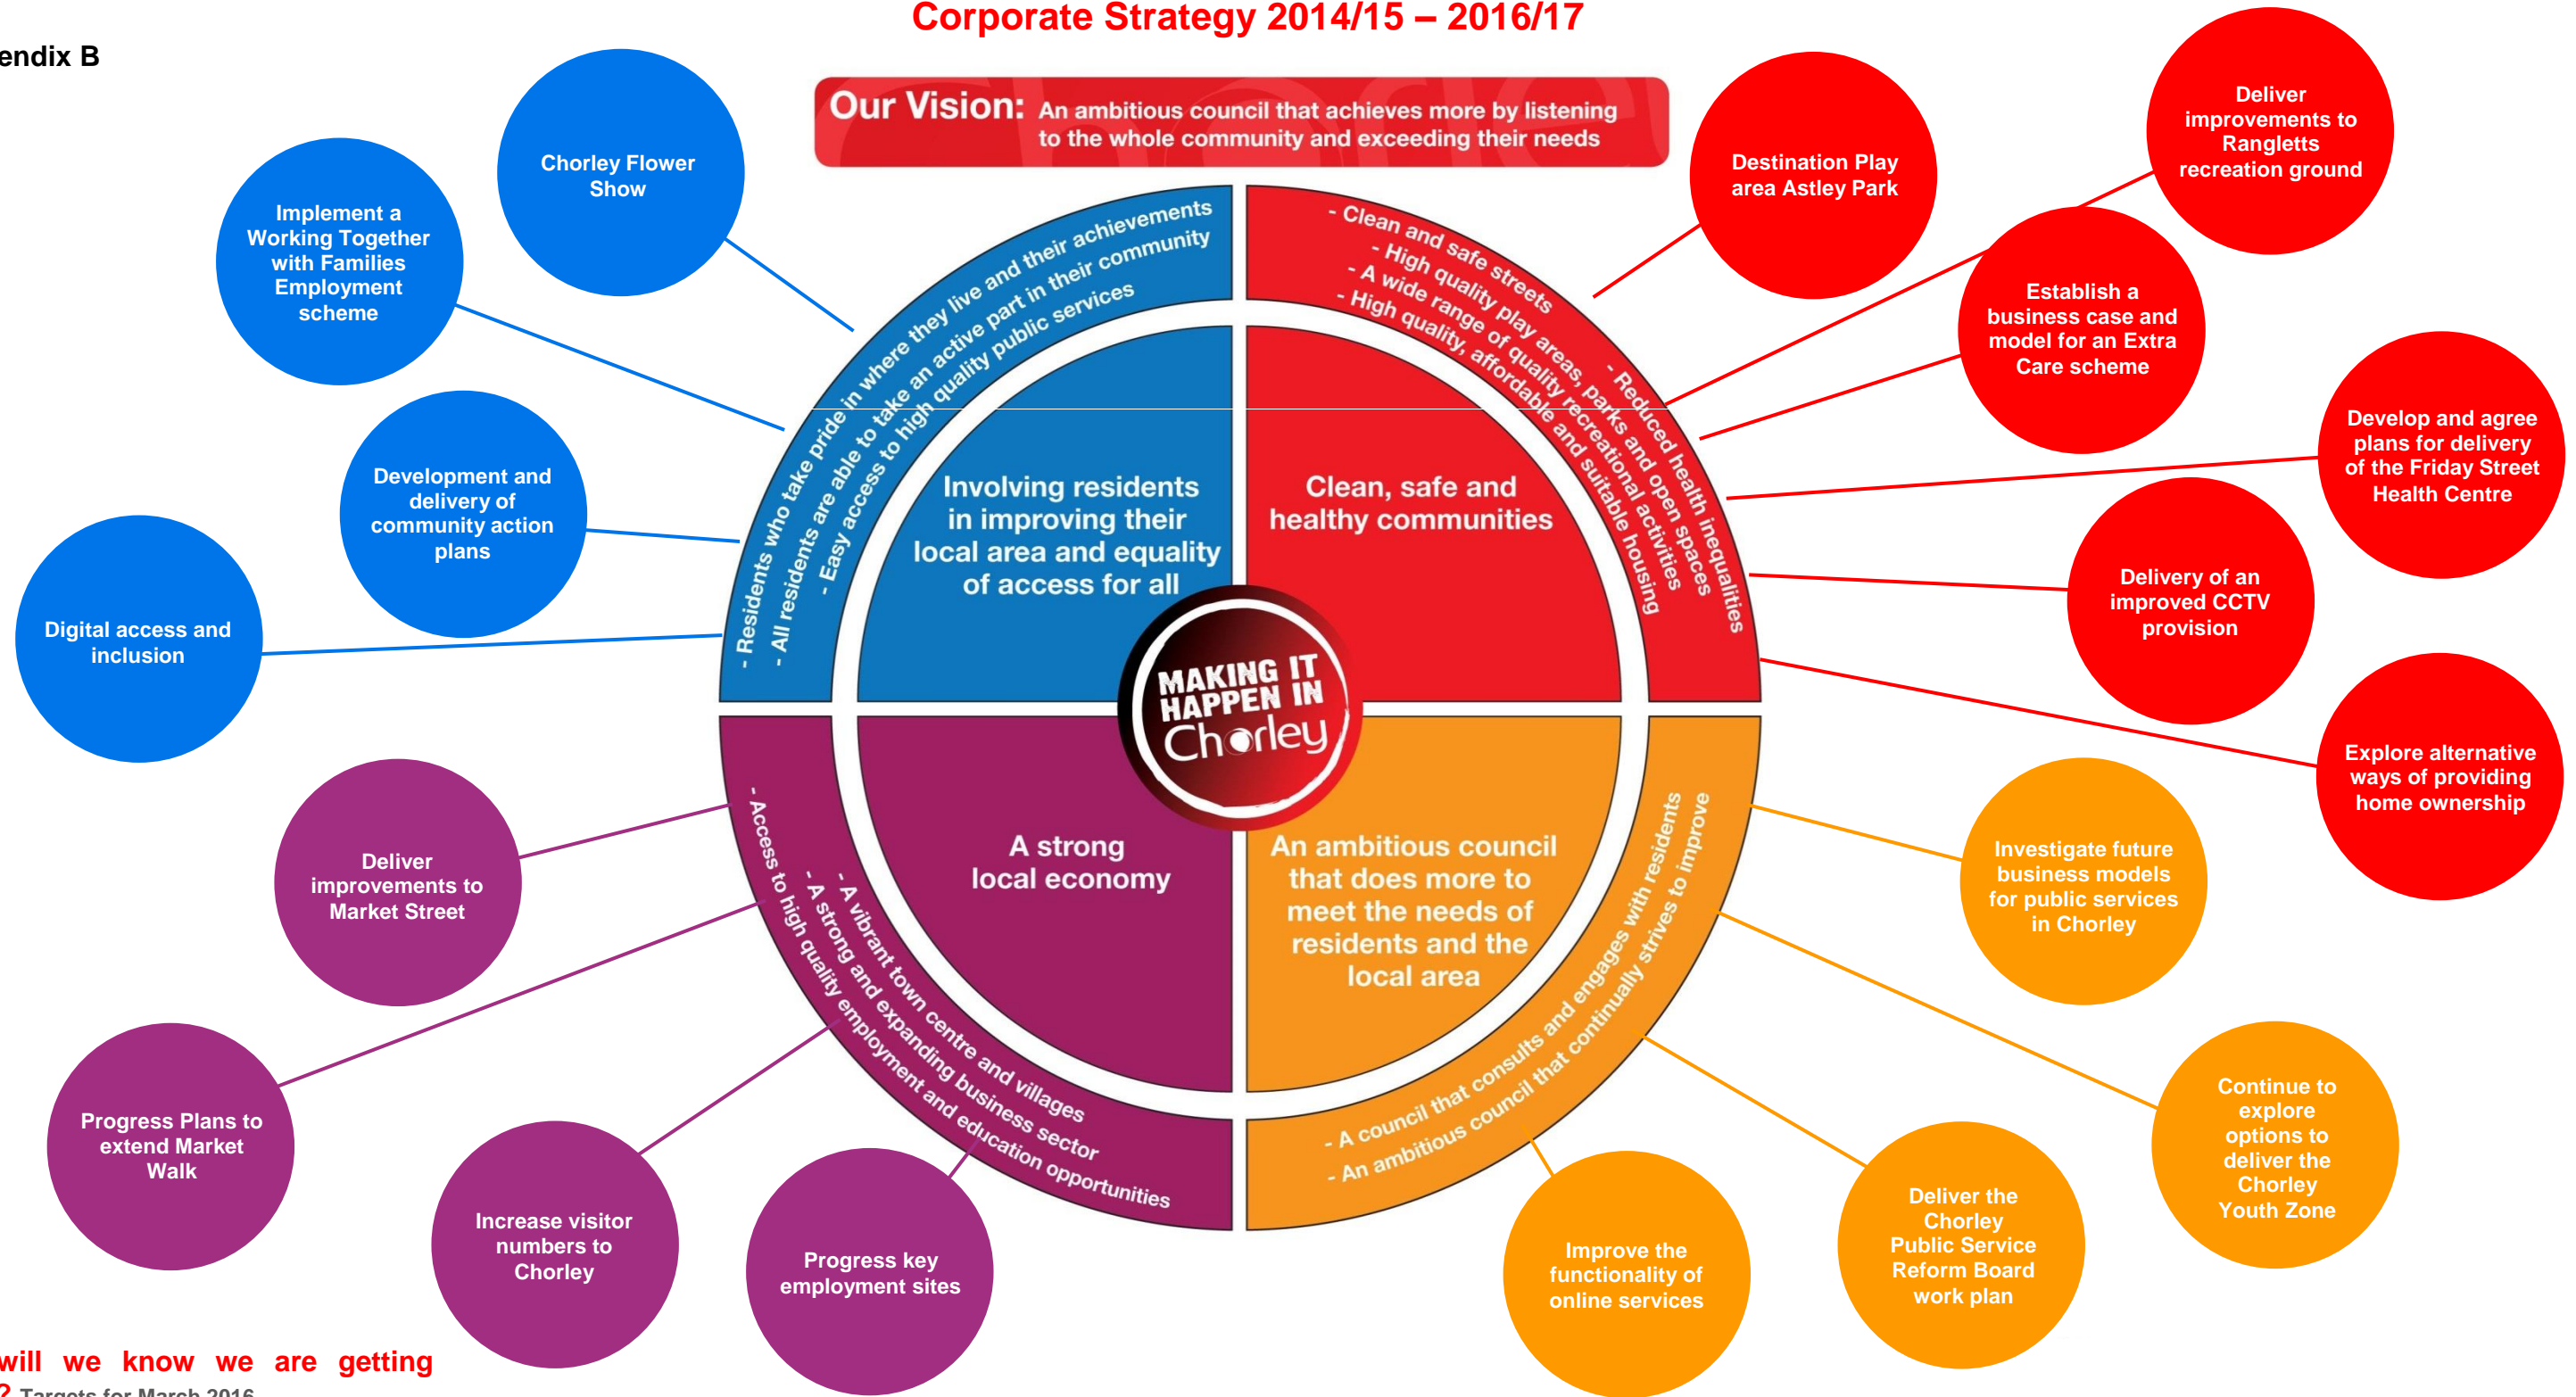 Corporate Strategy 2014/15 – 2016/17
endix B
Our Vision: An ambitious council that achieves more by listening
to the whole community and exceeding their needs
Chorley Flower
Show
Implement a
Working Together
with Families
Employment
scheme
Development and
delivery of
community action
plans
Digital access and
inclusion
- Residents who take pride in where they live and their achievements
- All residents are able to take an active part in their community
- Easy access to high quality public services
Involving residents
in improving their
local area and equality
of access for all
Destination Play
area Astley Park
Deliver
improvements to
Rangletts
recreation ground
Establish a
business case and
model for an Extra
Care scheme
Develop and agree
plans for delivery
of the Friday Street
Health Centre
Delivery of an
improved CCTV
provision
Explore alternative
ways of providing
home ownership
- Clean and safe streets
- High quality play areas, parks and open spaces
- A wide range of quality recreational activities
- High quality, affordable and suitable housing
- Reduced health inequalities
Clean, safe and
healthy communities
MAKING IT
HAPPEN IN
Chorley
Deliver
improvements to
Market Street
Progress Plans to
extend Market
Walk
Increase visitor
numbers to
Chorley
Progress key
employment sites
- A vibrant town centre and villages
- A strong and expanding business sector
- Access to high quality employment and education opportunities
A strong
local economy
An ambitious council
that does more to
meet the needs of
residents and the
local area
- A council that consults and engages with residents
- An ambitious council that continually strives to improve
Investigate future
business models
for public services
in Chorley
Continue to
explore
options to
deliver the
Chorley
Youth Zone
Deliver the
Chorley
Public Service
Reform Board
work plan
Improve the
functionality of
online services
will we know we are getting
? Targets for March 2016